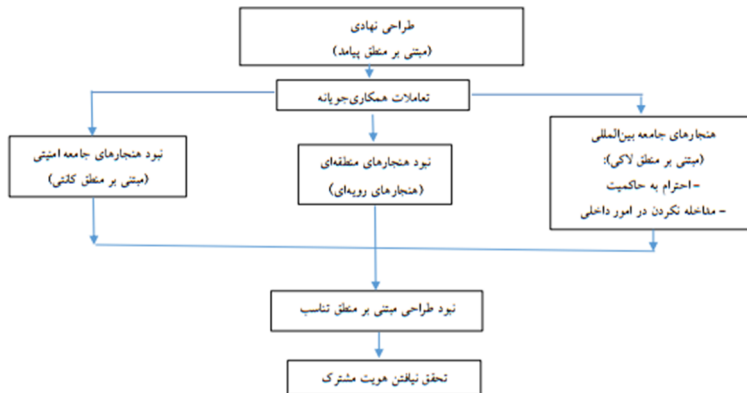 طراحی نهادی
(مبتنی بر منطق پیامد)
تعاملات همکاری‌جویانه
هنجارهای جامعه بین‌المللی
(مبتنی بر منطق لاکی):
- احترام به حاکمیت
- مداخله نکردن در امور داخلی
نبود هنجارهای منطقه‌ای
(هنجارهای رویه‌ای)
نبود هنجارهای جامعه امنیتی
(مبتنی بر منطق کانتی)
نبود طراحی مبتنی بر منطق تناسب
تحقق نیافتن هویت مشترک